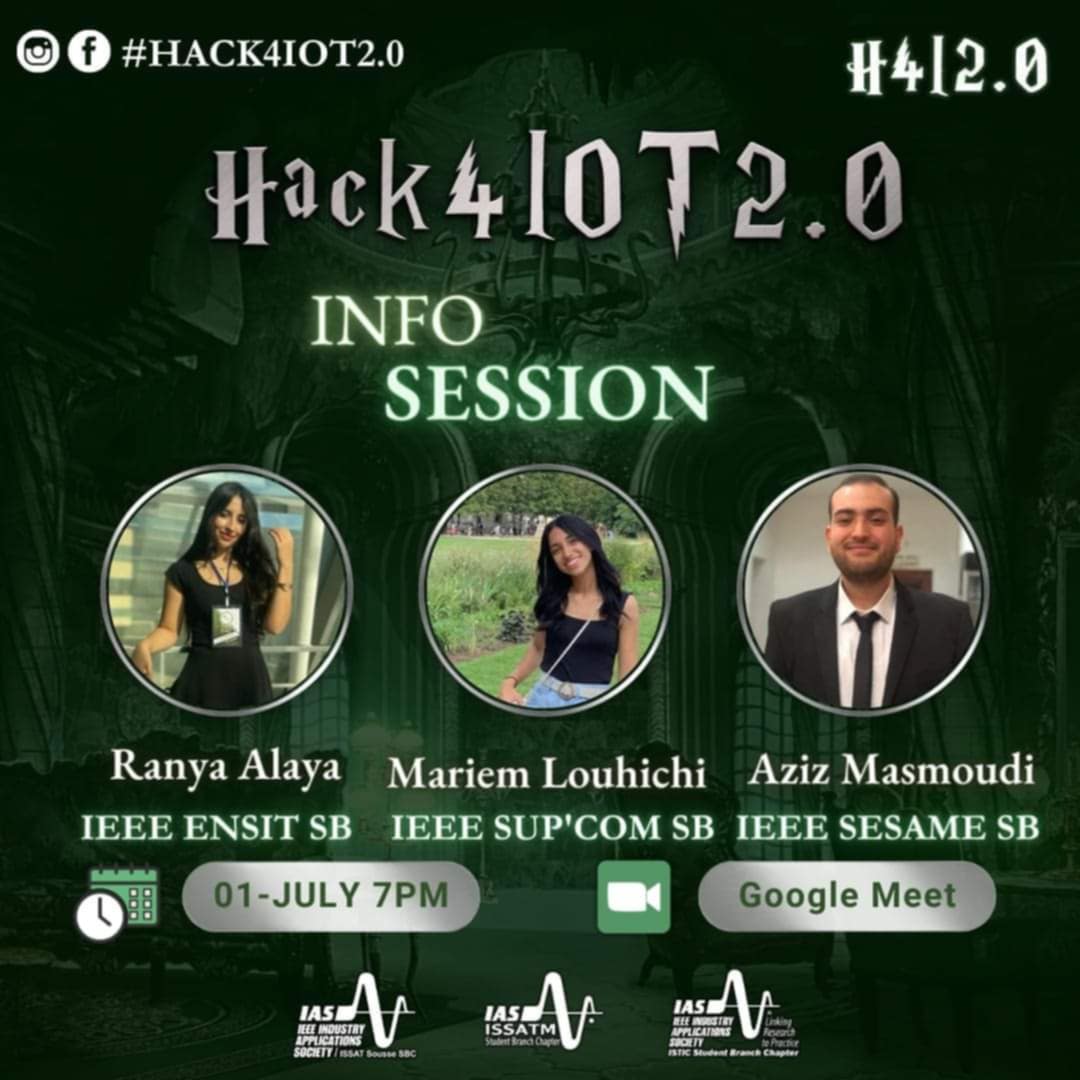 #HACK4IOT2.0
H4I2.0
Hack4IOT2.0
INFO
SESSION
Ranya Alaya
Mariem Louhichi
Aziz Masmoudi
IEEE ENSIT SB
IEEE SUP'COM SB
IEEE SESAME SB
01-JULY 7PM
Google Meet
IAS
IEEE INDUSTRY
APPLICATIONS
SOCIETY / ISSAT Sousse SBC
IAS
ISSATM
Student Branch Chapter
IAS
IEEE INDUSTRY
APPLICATIONS
SOCIETY
Linking
Research
to Practice
ISTIC Student Branch Chapter